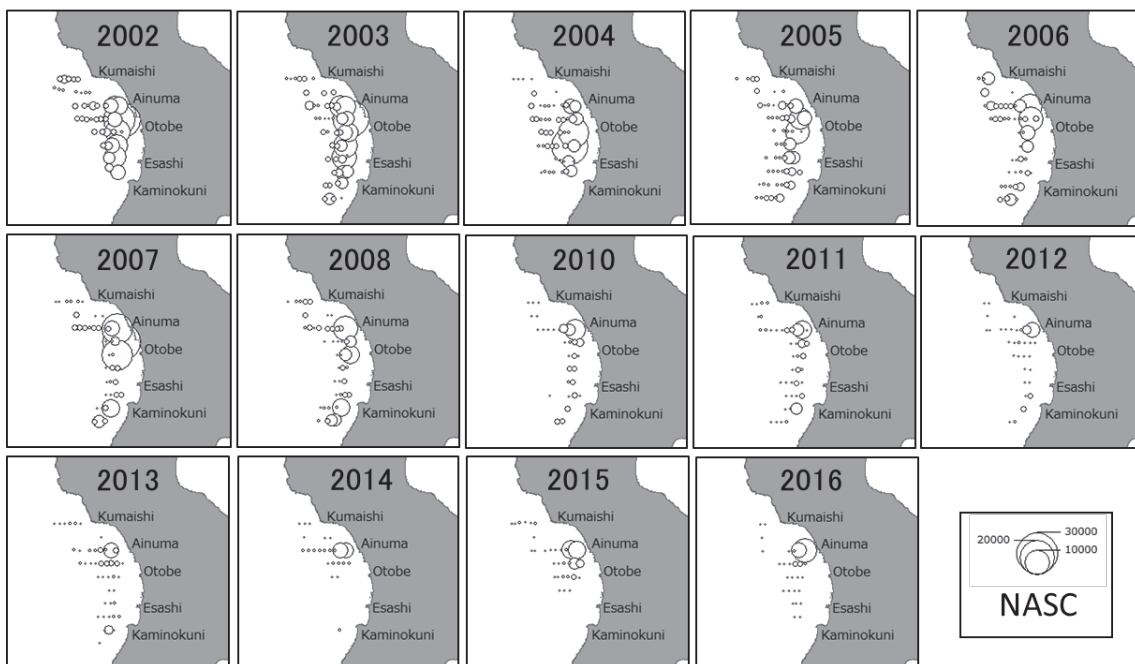 2002
Kumaishi
Ainuma
Otobe
Esashi
Kaminokuni
2003
Kumaishi
Ainuma
Otobe
Esashi
Kaminokuni
2004
Kumaishi
Ainuma
Otobe
Esashi
Kaminokuni
2005
Kumaishi
Ainuma
Otobe
Esashi
Kaminokuni
2006
Kumaishi
Ainuma
Otobe
Esashi
Kaminokuni
2007
Kumaishi
Ainuma
Otobe
Esashi
Kaminokuni
2008
Kumaishi
Ainuma
Otobe
Esashi
Kaminokuni
2010
Kumaishi
Ainuma
Otobe
Esashi
Kaminokuni
2011
Kumaishi
Ainuma
Otobe
Esashi
Kaminokuni
2012
Kumaishi
Ainuma
Otobe
Esashi
Kaminokuni
2013
Kumaishi
Ainuma
Otobe
Esashi
Kaminokuni
2014
Kumaishi
Ainuma
Otobe
Esashi
Kaminokuni
2015
Kumaishi
Ainuma
Otobe
Esashi
Kaminokuni
2016
Kumaishi
Ainuma
Otobe
Esashi
Kaminokuni
30000
20000
10000
NASC